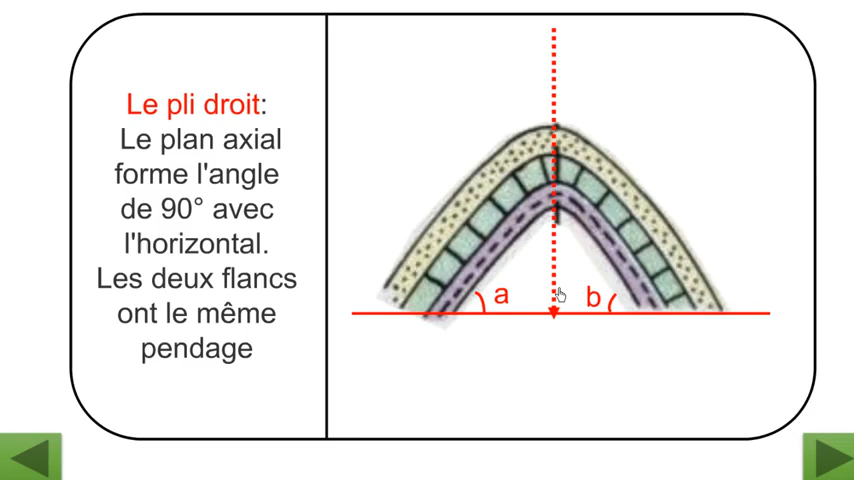 Le pli droit:
Le plan axial
forme l'angle
de 90° avec
l'horizontal.
Les deux flancs
ont le même
pendage
a
b